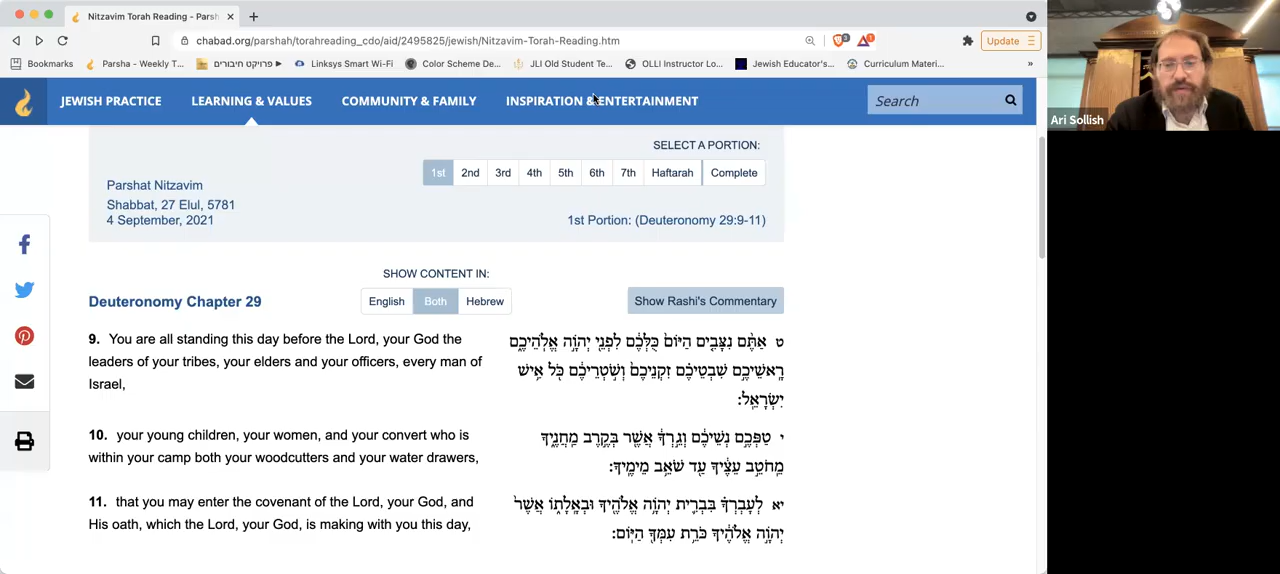 Nitzavim Torah Reading - Parsh
chabad.org/parshah/torahreading_cdo/aid/2495825/jewish/Nitzavim-Torah-Reading.htm
3
1
Update
Bookmarks
Parsha - Weekly T...
פרויקט חיבורים
Linksys Smart Wi-Fi
Color Scheme De...
JLI Old Student Te...
OLLI Instructor Lo...
Jewish Educator's...
Curriculum Materi...
»
JEWISH PRACTICE
LEARNING & VALUES
COMMUNITY & FAMILY
INSPIRATION & ENTERTAINMENT
Search
Ari Sollish
SELECT A PORTION:
1st 2nd 3rd 4th 5th 6th 7th Haftarah Complete
Parshat Nitzavim
Shabbat, 27 Elul, 5781
4 September, 2021
1st Portion: (Deuteronomy 29:9-11)
SHOW CONTENT IN:
Deuteronomy Chapter 29
English Both Hebrew
Show Rashi's Commentary
9. You are all standing this day before the Lord, your God the
leaders of your tribes, your elders and your officers, every man of
Israel,
ט אַתֶּ֨ם נִצָּבִ֤ים הַיּוֹם֙ כֻּלְּכֶ֔ם לִפְנֵ֖י יְהֹוָ֣ה אֱלֹֽהֵיכֶ֑ם
רָֽאשֵׁיכֶ֣ם שִׁבְטֵיכֶ֗ם זִקְנֵיכֶם֙ וְשֹׁ֣טְרֵיכֶ֔ם כֹּ֖ל אִ֥ישׁ
יִשְׂרָאֵֽל:
10. your young children, your women, and your convert who is
within your camp both your woodcutters and your water drawers,
י טַפְּכֶ֣ם נְשֵׁיכֶ֔ם וְגֵ֣רְךָ֔ אֲשֶׁ֖ר בְּקֶ֣רֶב מַֽחֲנֶ֑יךָ
מֵֽחֹטֵ֣ב עֵצֶ֔יךָ עַ֖ד שֹׁאֵ֥ב מֵימֶֽיךָ:
11. that you may enter the covenant of the Lord, your God, and
His oath, which the Lord, your God, is making with you this day,
יא לְעָבְרְךָ֗ בִּבְרִ֛ית יְהֹוָ֥ה אֱלֹהֶ֖יךָ וּבְאָֽלָת֑וֹ אֲשֶׁר֙
יְהֹוָ֣ה אֱלֹהֶ֔יךָ כֹּרֵ֥ת עִמְּךָ֖ הַיּֽוֹם: